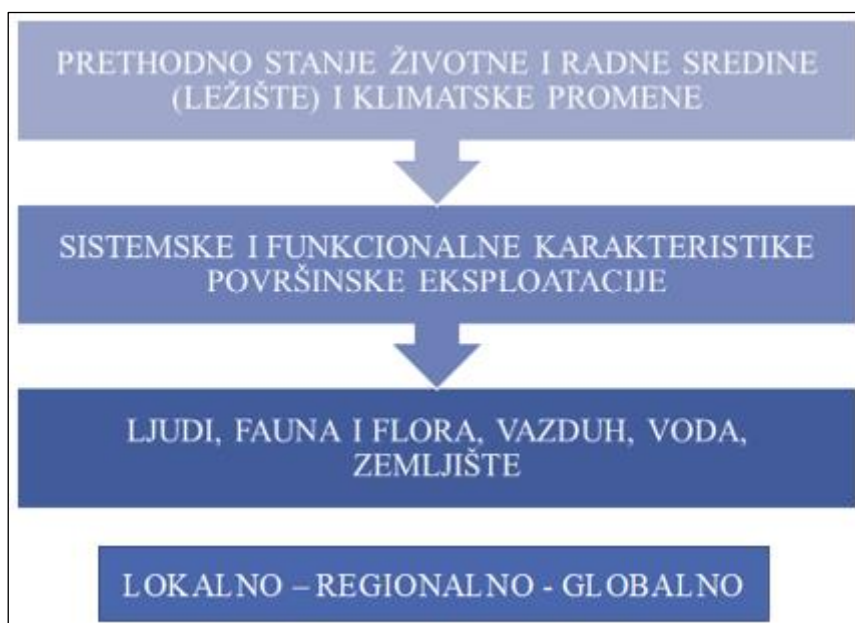 PRETHODNO STANJE ŽIVOTNE I RADNE SREDINE
(LEŽIŠTE) I KLIMATSKE PROMENE
SISTEMSKE I FUNKCIONALNE KARAKTERISTIKE
POVRŠINSKE EKSPLOATACIJE
LJUDI, FAUNA I FLORA, VAZDUH, VODA,
ZEMLJIŠTE
LOKALNO – REGIONALNO - GLOBALNO